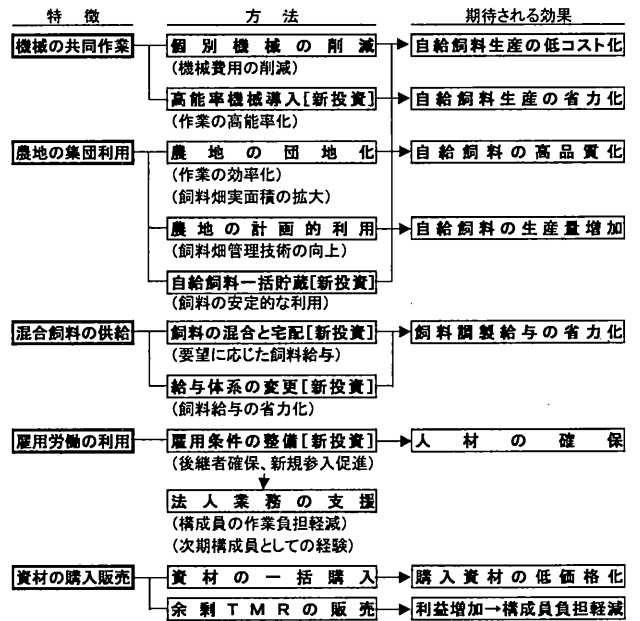 特 徴 方 法 期待される効果
機械の共同作業 個別機械の削減 自給飼料生産の低コスト化
(機械費用の削減)
高能率機械導入[新投資] 自給飼料生産の省力化
(作業の高能率化)
農地の集団利用 農地の団地化 自給飼料の高品質化
(作業の効率化)
(飼料畑実面積の拡大)
農地の計画的利用 自給飼料の生産量増加
(飼料畑管理技術の向上)
自給飼料一括貯蔵[新投資]
(飼料の安定的な利用)
混合飼料の供給 飼料の混合と宅配[新投資] 飼料調製給与の省力化
(要望に応じた飼料給与)
給与体系の変更[新投資]
(飼料給与の省力化)
雇用労働の利用 雇用条件の整備[新投資] 人材の確保
(後継者確保、新規参入促進)
法人業務の支援
(構成員の作業負担軽減)
(次期構成員としての経験)
資材の購入販売 資材の一括購入 購入資材の低価格化
余剰TMRの販売 利益増加→構成員負担軽減